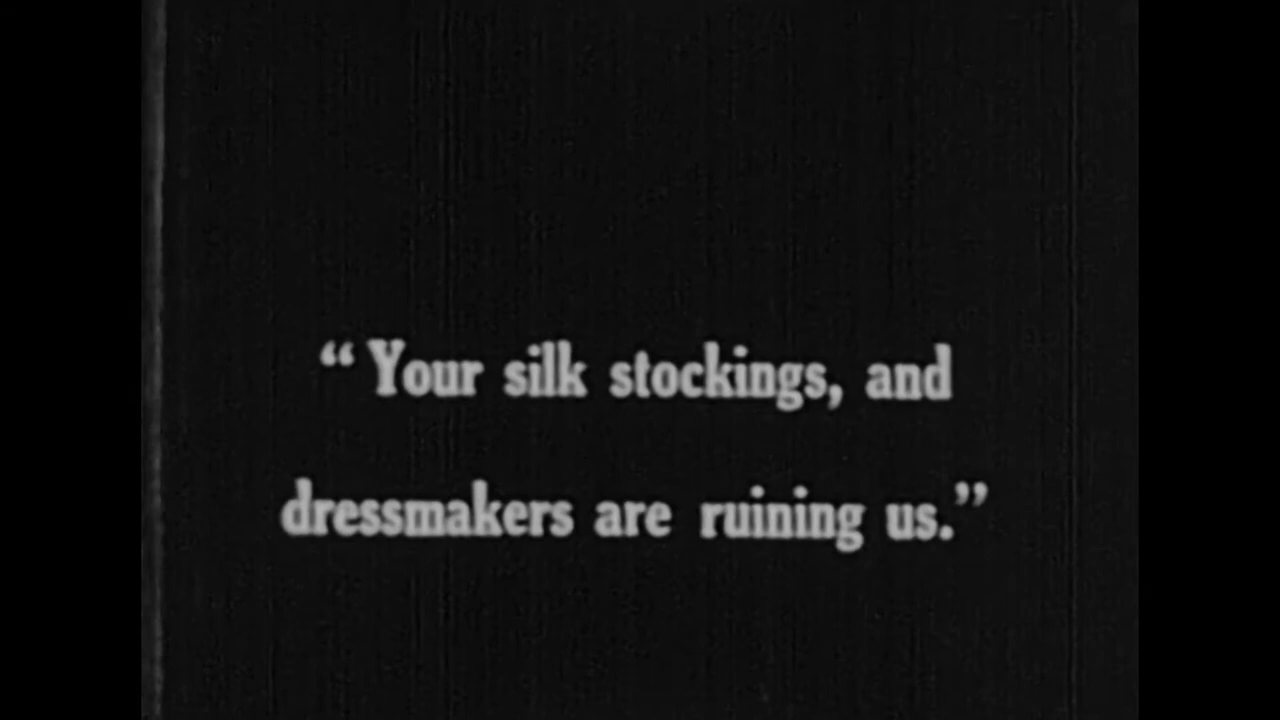 “Your silk stockings, and
dressmakers are ruining us.”